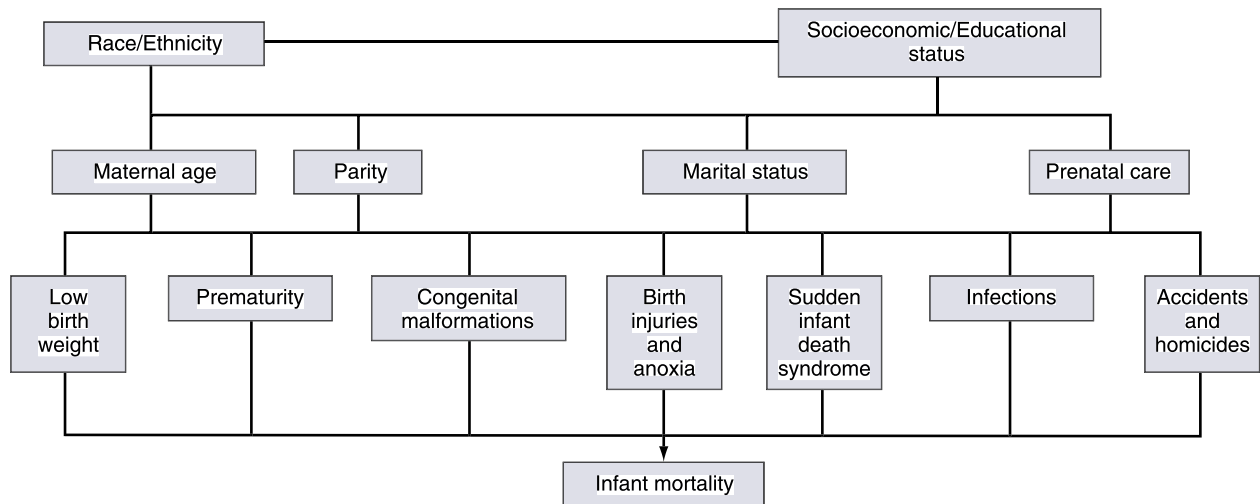 Race/Ethnicity
Socioeconomic/Educational
status
Maternal age
Parity
Marital status
Prenatal care
Low
birth
weight
Prematurity
Congenital
malformations
Birth
injuries
and
anoxia
Sudden
infant
death
syndrome
Infections
Accidents
and
homicides
Infant mortality